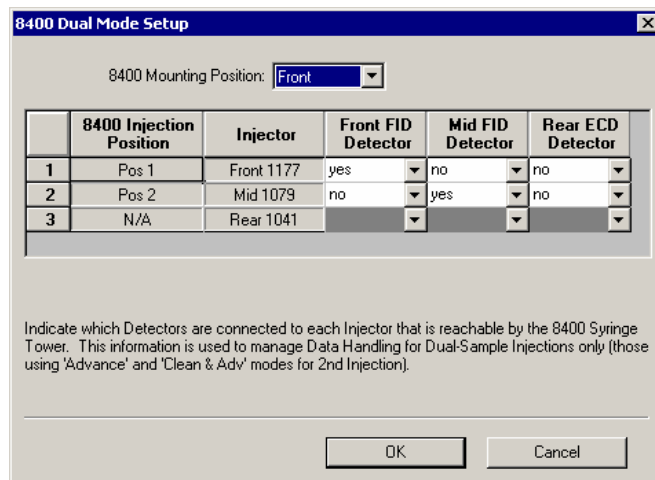 8400 Dual Mode Setup
8400 Mounting Position: Front
8400 Injection Position Injector Front FID Detector Mid FID Detector Rear ECD Detector
1 Pos 1 Front 1177 yes no no
2 Pos 2 Mid 1079 no yes no
3 N/A Rear 1041
Indicate which Detectors are connected to each Injector that is reachable by the 8400 Syringe
Tower. This information is used to manage Data Handling for Dual-Sample Injections only (those
using 'Advance' and 'Clean & Adv' modes for 2nd Injection).
OK Cancel